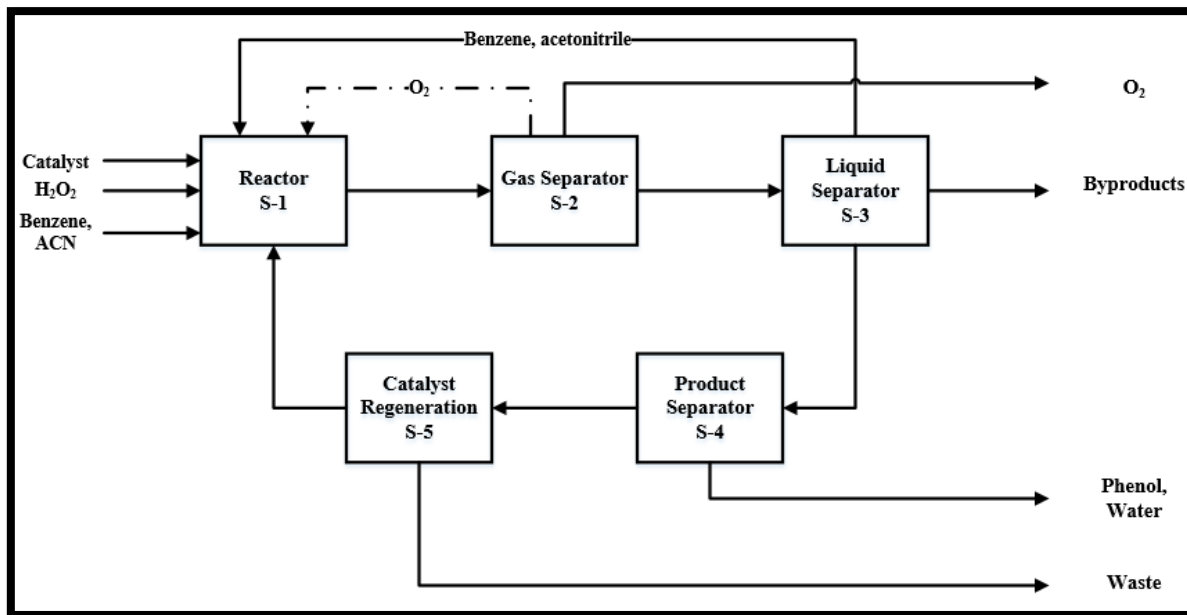 Benzene, acetonitrile
O₂
O₂
Catalyst
H₂O₂
Benzene,
ACN
Reactor
S-1
Gas Separator
S-2
Liquid
Separator
S-3
Byproducts
Catalyst
Regeneration
S-5
Product
Separator
S-4
Phenol,
Water
Waste